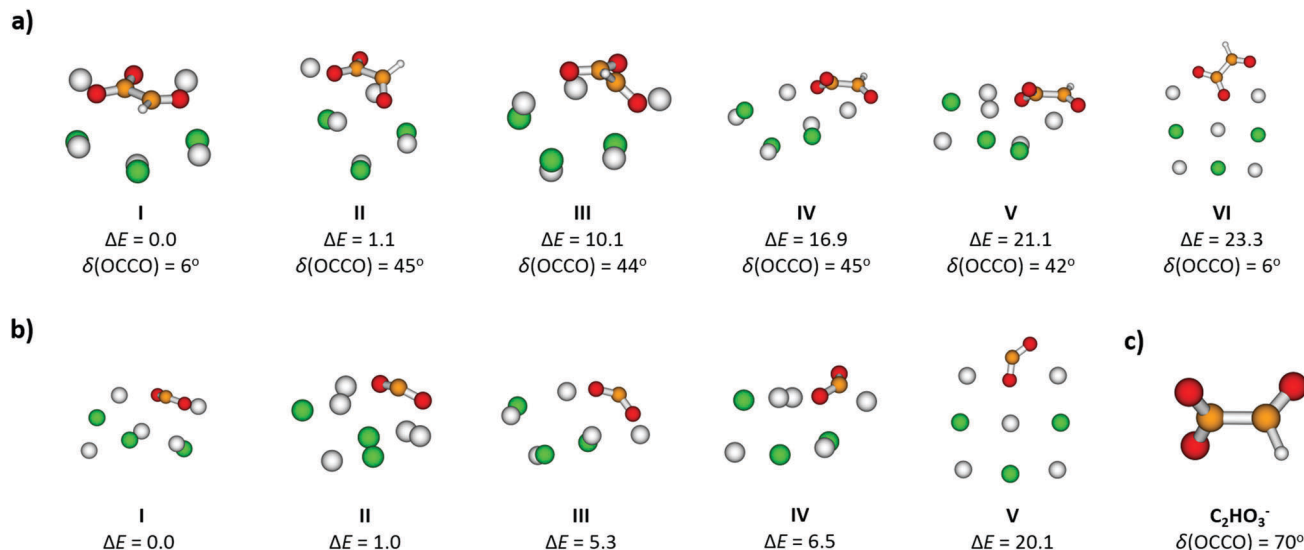 a)
I
II
III
IV
V
VI
ΔE = 0.0
ΔE = 1.1
ΔE = 10.1
ΔE = 16.9
ΔE = 21.1
ΔE = 23.3
δ(OCCO) = 6°
δ(OCCO) = 45°
δ(OCCO) = 44°
δ(OCCO) = 45°
δ(OCCO) = 42°
δ(OCCO) = 6°
b)
c)
I
II
III
IV
V
C₂HO₃⁻
ΔE = 0.0
ΔE = 1.0
ΔE = 5.3
ΔE = 6.5
ΔE = 20.1
δ(OCCO) = 70°